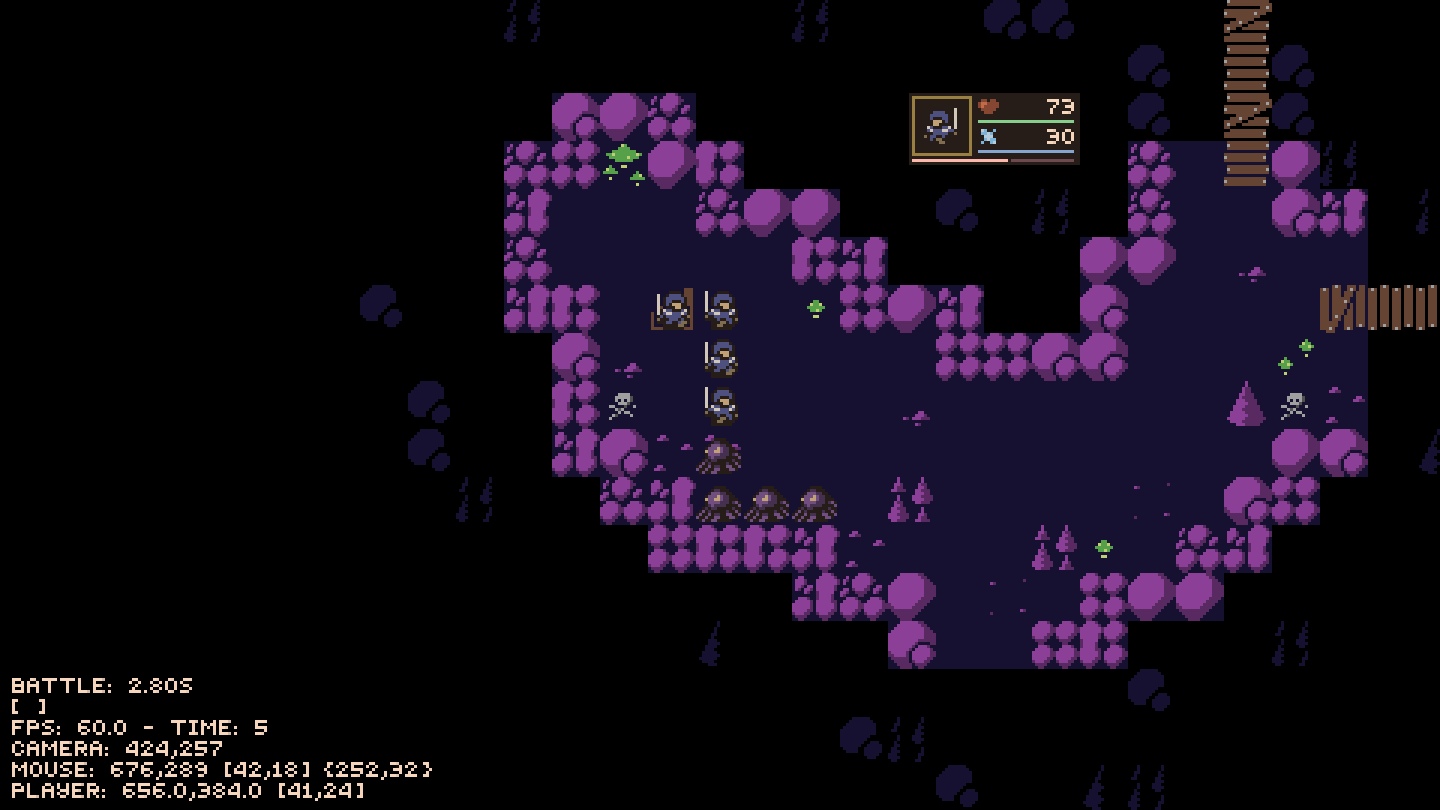 73
30
BATTLE: 2.80S
[ ]
FPS: 60.0 - TIME: 5
CAMERA: 424,257
MOUSE: 676,289 [42,18] {252,32}
PLAYER: 656.0,384.0 [41,24]